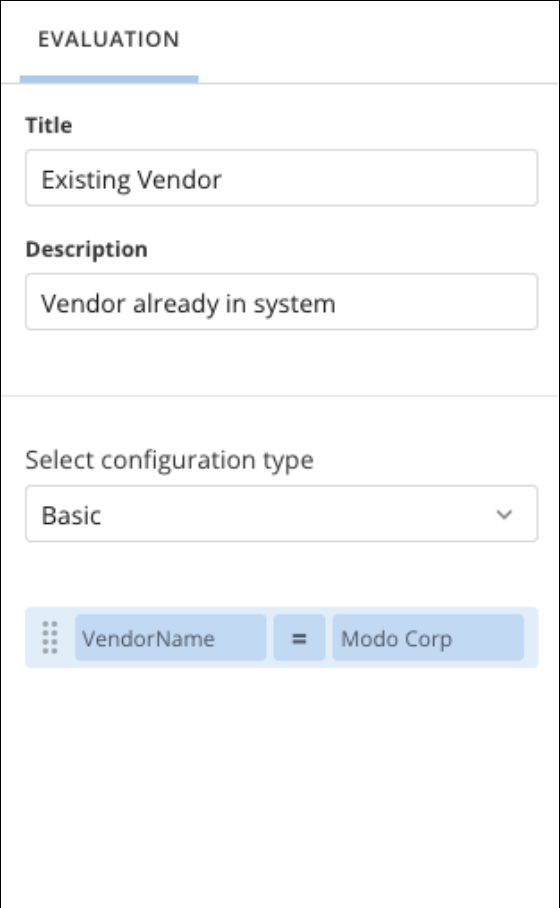 EVALUATION
Title
Existing Vendor
Description
Vendor already in system
Select configuration type
Basic
VendorName = Modo Corp